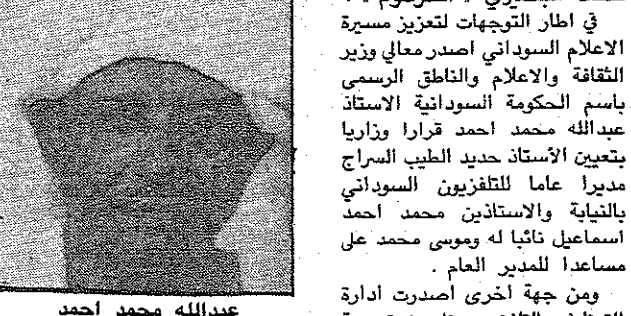 في اطار التوجهات لتعزيز مسيرة
الاعلام السوداني اصدر معالي وزير
الثقافة والاعلام والناطق الرسمى
باسم الحكومة السودانية الاستاذ
عبدالله محمد احمد قرارا وزاريا
بتعيين الأستاذ حديد الطيب السراج
مديرا عاما للتلفزيون السوداني
بالنيابة والاستاذين محمد احمد
اسماعيل نائبا له وموسى محمد على
مساعدا للمدير العام .
ومن جهة اخرى اصدرت ادارة
عبدالله محمد احمد